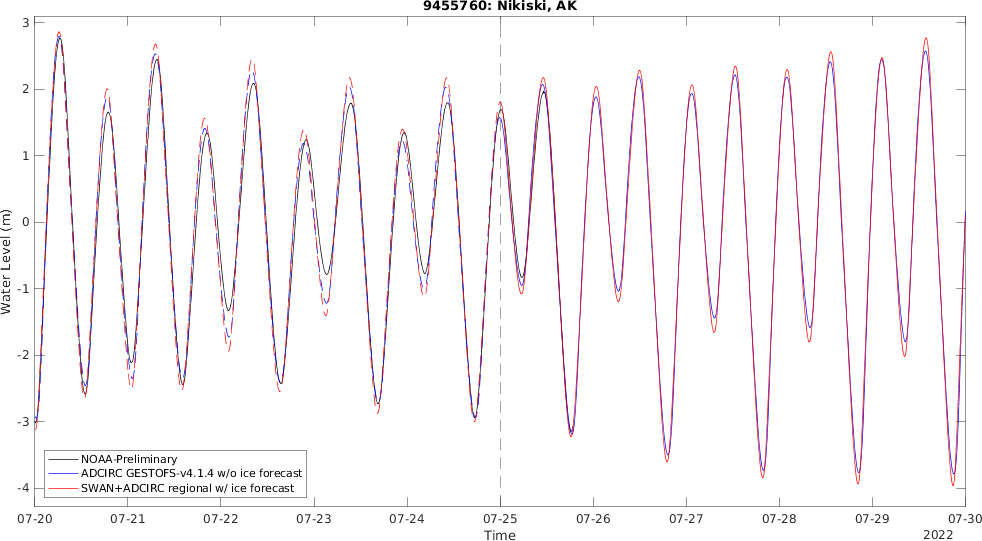 9455760: Nikiski, AK
3
2
1
0
-1
-2
-3
-4
Water Level (m)
NOAA-Preliminary
ADCIRC GESTOFS-v4.1.4 w/o ice forecast
SWAN+ADCIRC regional w/ ice forecast
07-20 07-21 07-22 07-23 07-24 07-25 07-26 07-27 07-28 07-29 07-30
Time
2022